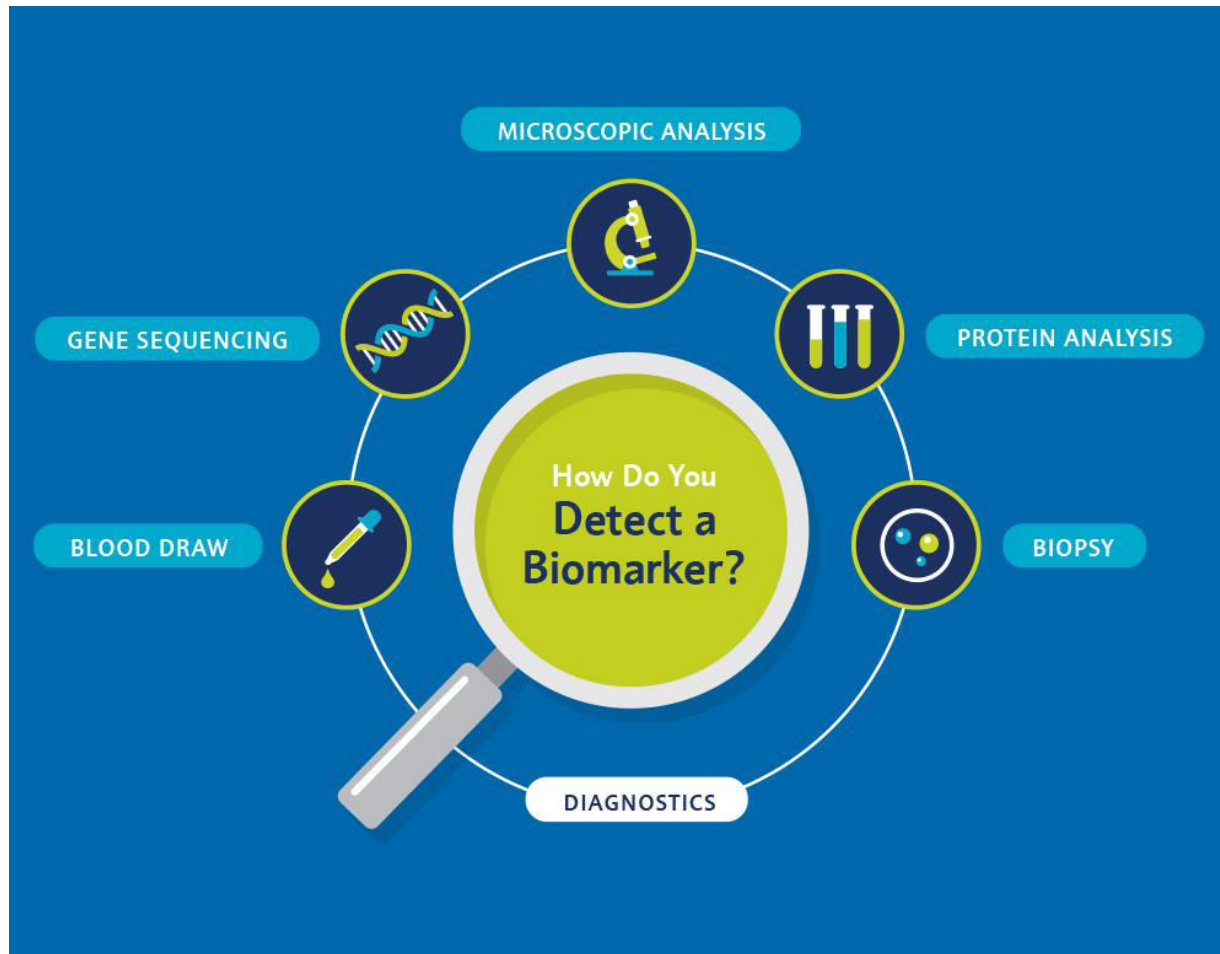 MICROSCOPIC ANALYSIS
GENE SEQUENCING
PROTEIN ANALYSIS
How Do You
Detect a
Biomarker?
BLOOD DRAW
BIOPSY
DIAGNOSTICS